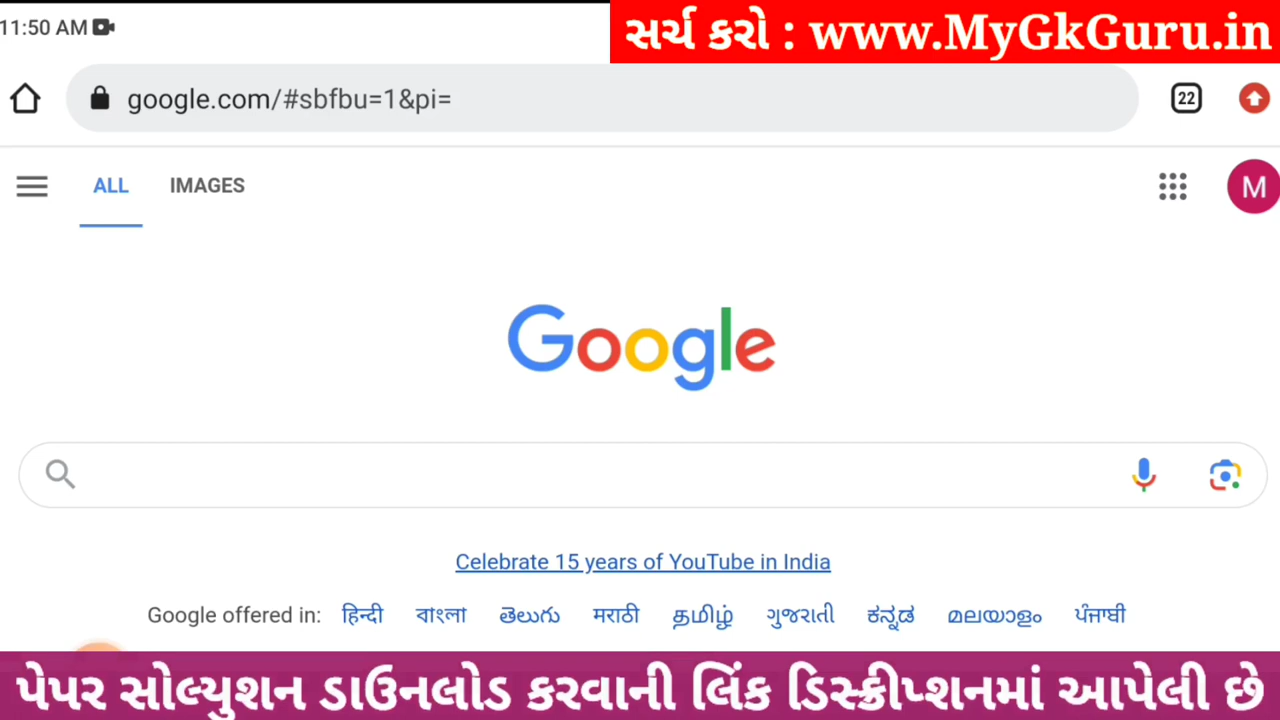 11:50 AM
સર્ચ કરો : www.MyGkGuru.in
google.com/#sbfbu=1&pi=
22
ALL IMAGES
M
Google
Celebrate 15 years of YouTube in India
Google offered in: हिन्दी বাংলা తెలుగు मराठी தமிழ் ગુજરાતી ಕನ್ನಡ മലയാളം ਪੰਜਾਬੀ
પેપર સોલ્યુશન ડાઉનલોડ કરવાની લિંક ડિસ્ક્રીપ્શનમાં આપેલી છે